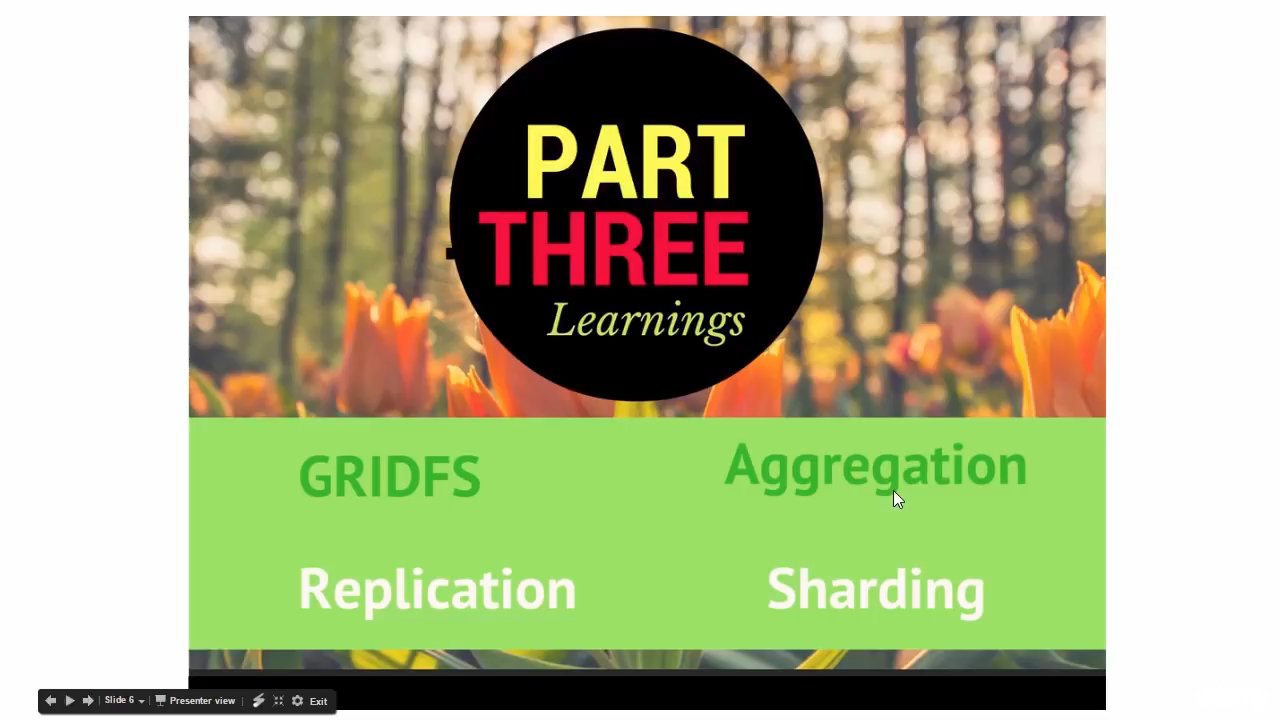 PART
THREE
Learnings
GRIDFS
Aggregation
Replication
Sharding
Slide 6
Presenter view
Exit